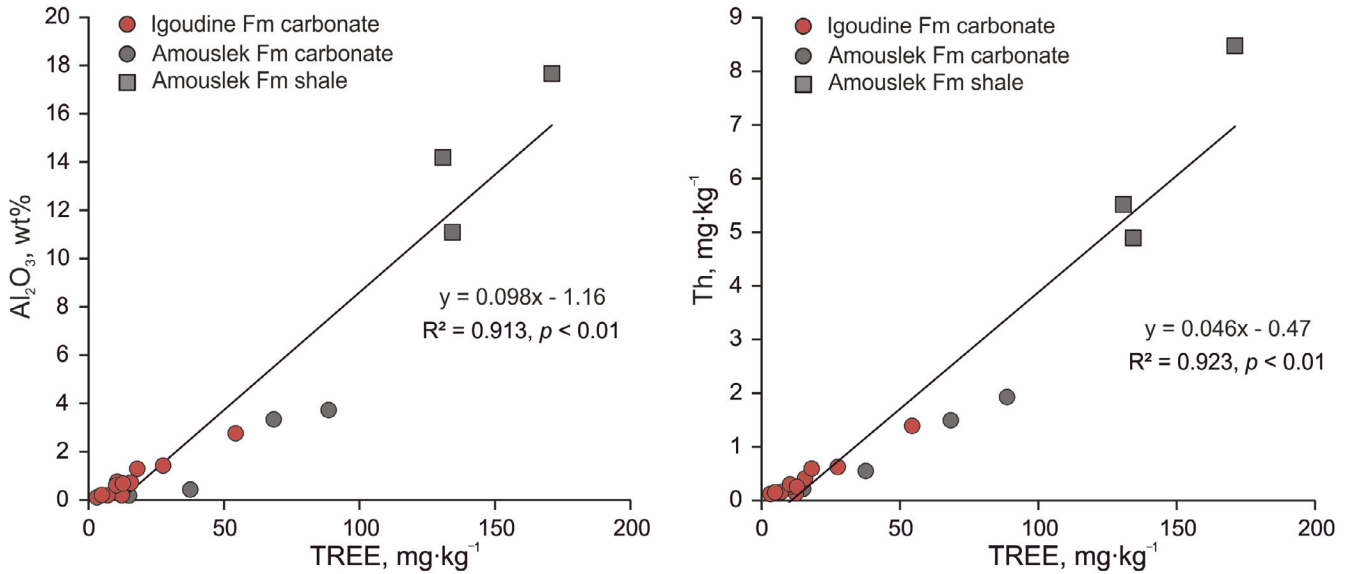 20
18
16
14
12
10
8
6
4
2
0
Al₂O₃, wt%
Igoudine Fm carbonate
Amouslek Fm carbonate
Amouslek Fm shale
y = 0.098x - 1.16
R² = 0.913, p < 0.01
0 50 100 150 200
TREE, mg·kg⁻¹
9
8
7
6
5
4
3
2
1
0
Th, mg·kg⁻¹
Igoudine Fm carbonate
Amouslek Fm carbonate
Amouslek Fm shale
y = 0.046x - 0.47
R² = 0.923, p < 0.01
0 50 100 150 200
TREE, mg·kg⁻¹